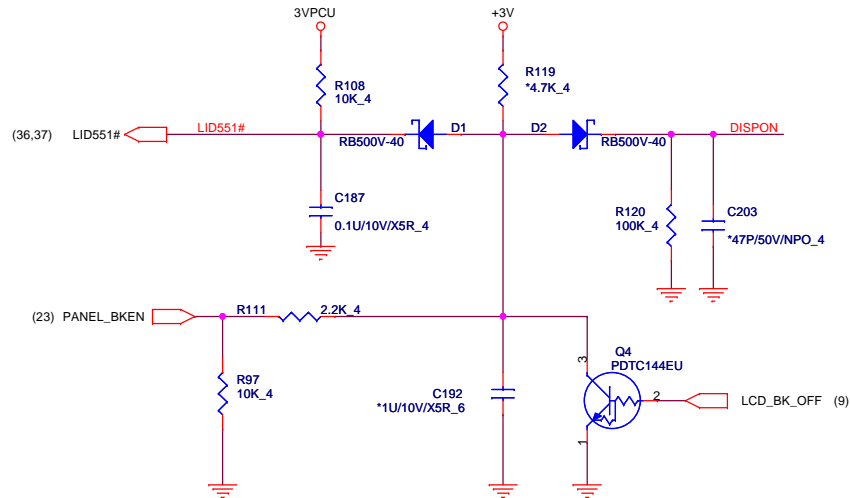 3VPCU
+3V
R108
10K_4
R119
*4.7K_4
(36,37) LID551#
LID551#
D1
D2
DISPON
RB500V-40
RB500V-40
C187
0.1U/10V/X5R_4
R120
100K_4
C203
*47P/50V/NPO_4
(23) PANEL_BKEN
R111
2.2K_4
Q4
PDTC144EU
3
R97
10K_4
C192
*1U/10V/X5R_6
2
LCD_BK_OFF (9)
1